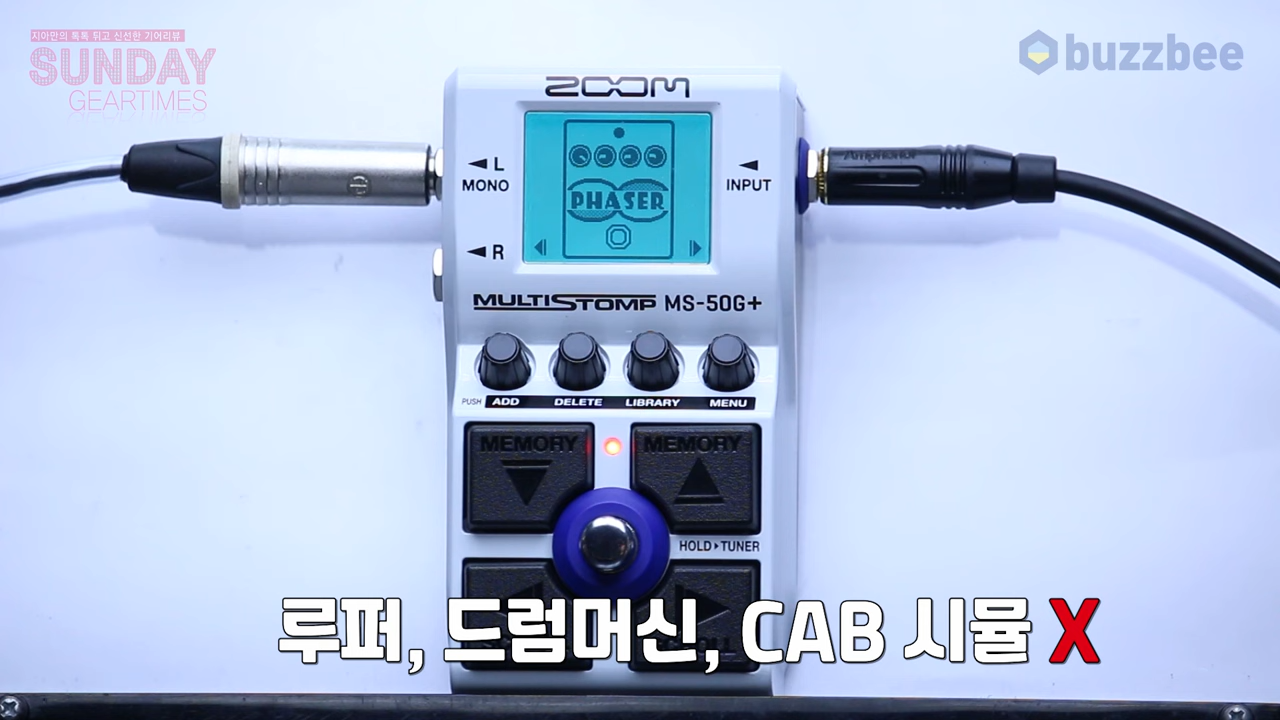 지아만의 톡톡 튀고 신선한 기어리뷰
SUNDAY
GEARTIMES
buzzbee
ZOOM
L
MONO
R
PHASER
INPUT
Amphenol
MULTISTOMP MS-50G+
PUSH ADD DELETE LIBRARY MENU
MEMORY
MEMORY
HOLD▸TUNER
루퍼, 드럼머신, CAB 시뮬 X